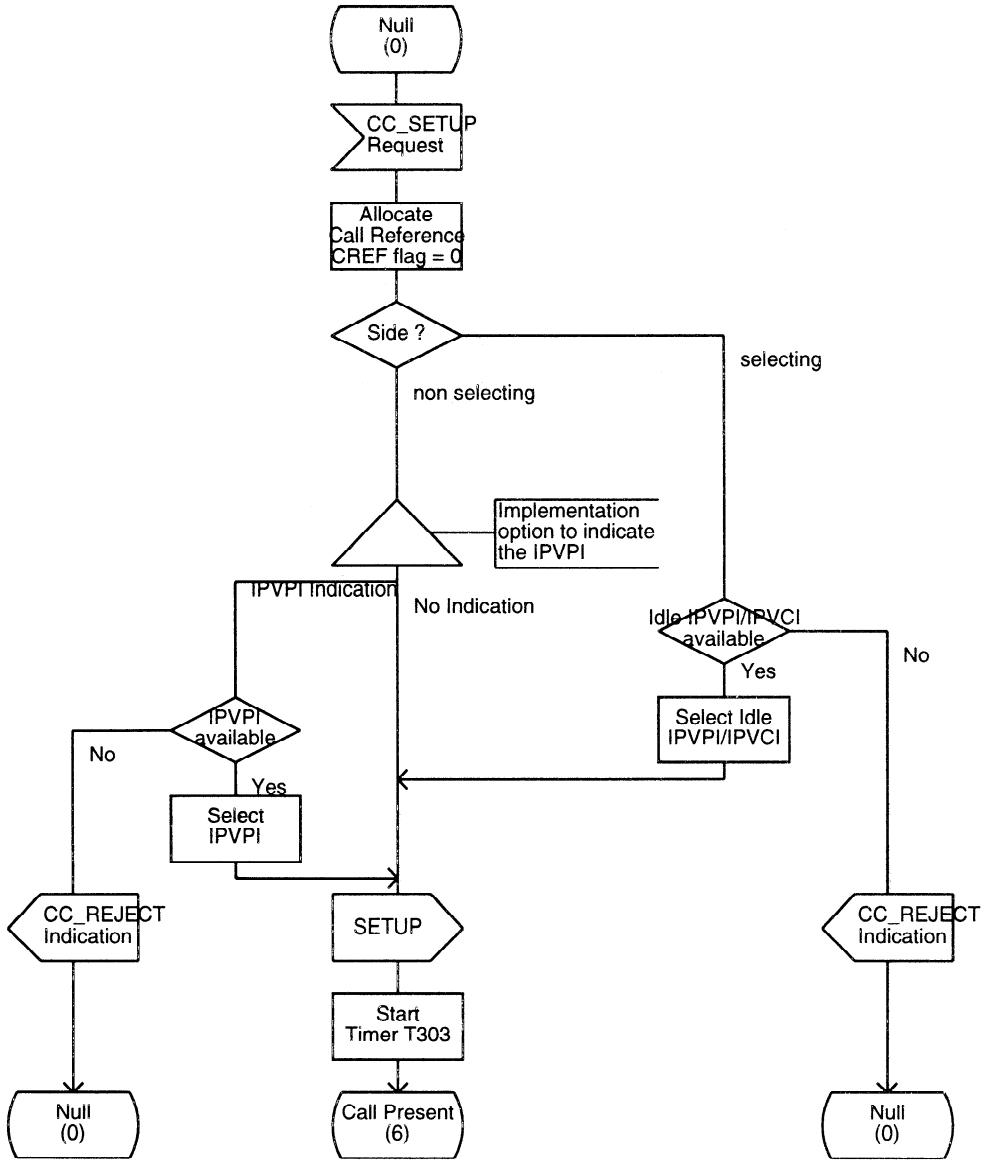 Null
(0)
CC_SETUP
Request
Allocate
Call Reference
CREF flag = 0
Side ?
selecting
non selecting
Implementation
option to indicate
the IPVPI
IPVPI Indication
No Indication
Idle IPVPI/IPVCI
available
No
Yes
Select Idle
IPVPI/IPVCI
IPVPI
available
No
Yes
Select
IPVPI
CC_REJECT
Indication
SETUP
CC_REJECT
Indication
Start
Timer T303
Null
(0)
Call Present
(6)
Null
(0)